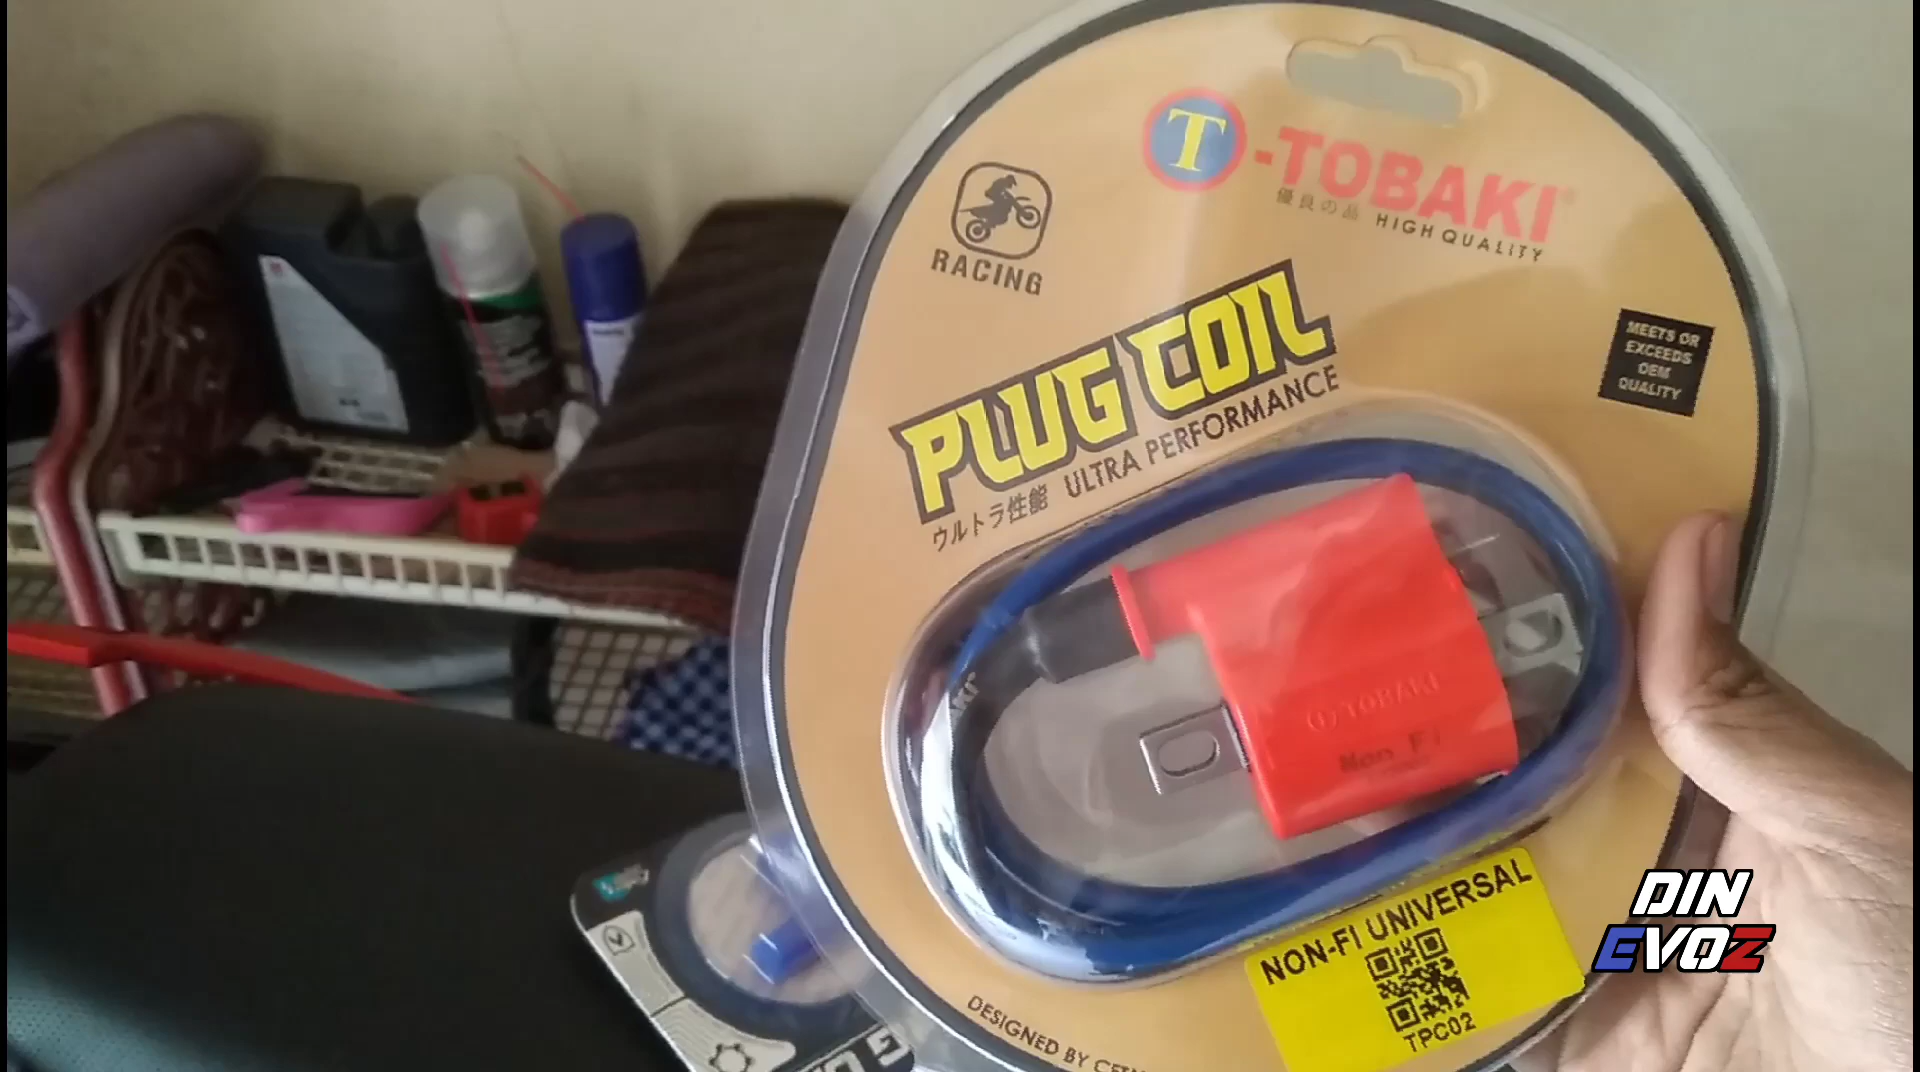 T-TOBAKI®
優良の品 HIGH QUALITY
RACING
PLUG COIL
ウルトラ性能 ULTRA PERFORMANCE
MEETS OR
EXCEEDS
OEM
QUALITY
TOBAKI
Non Fi
NON-FI UNIVERSAL
TPC02
DESIGNED BY
DIN
EVOZ